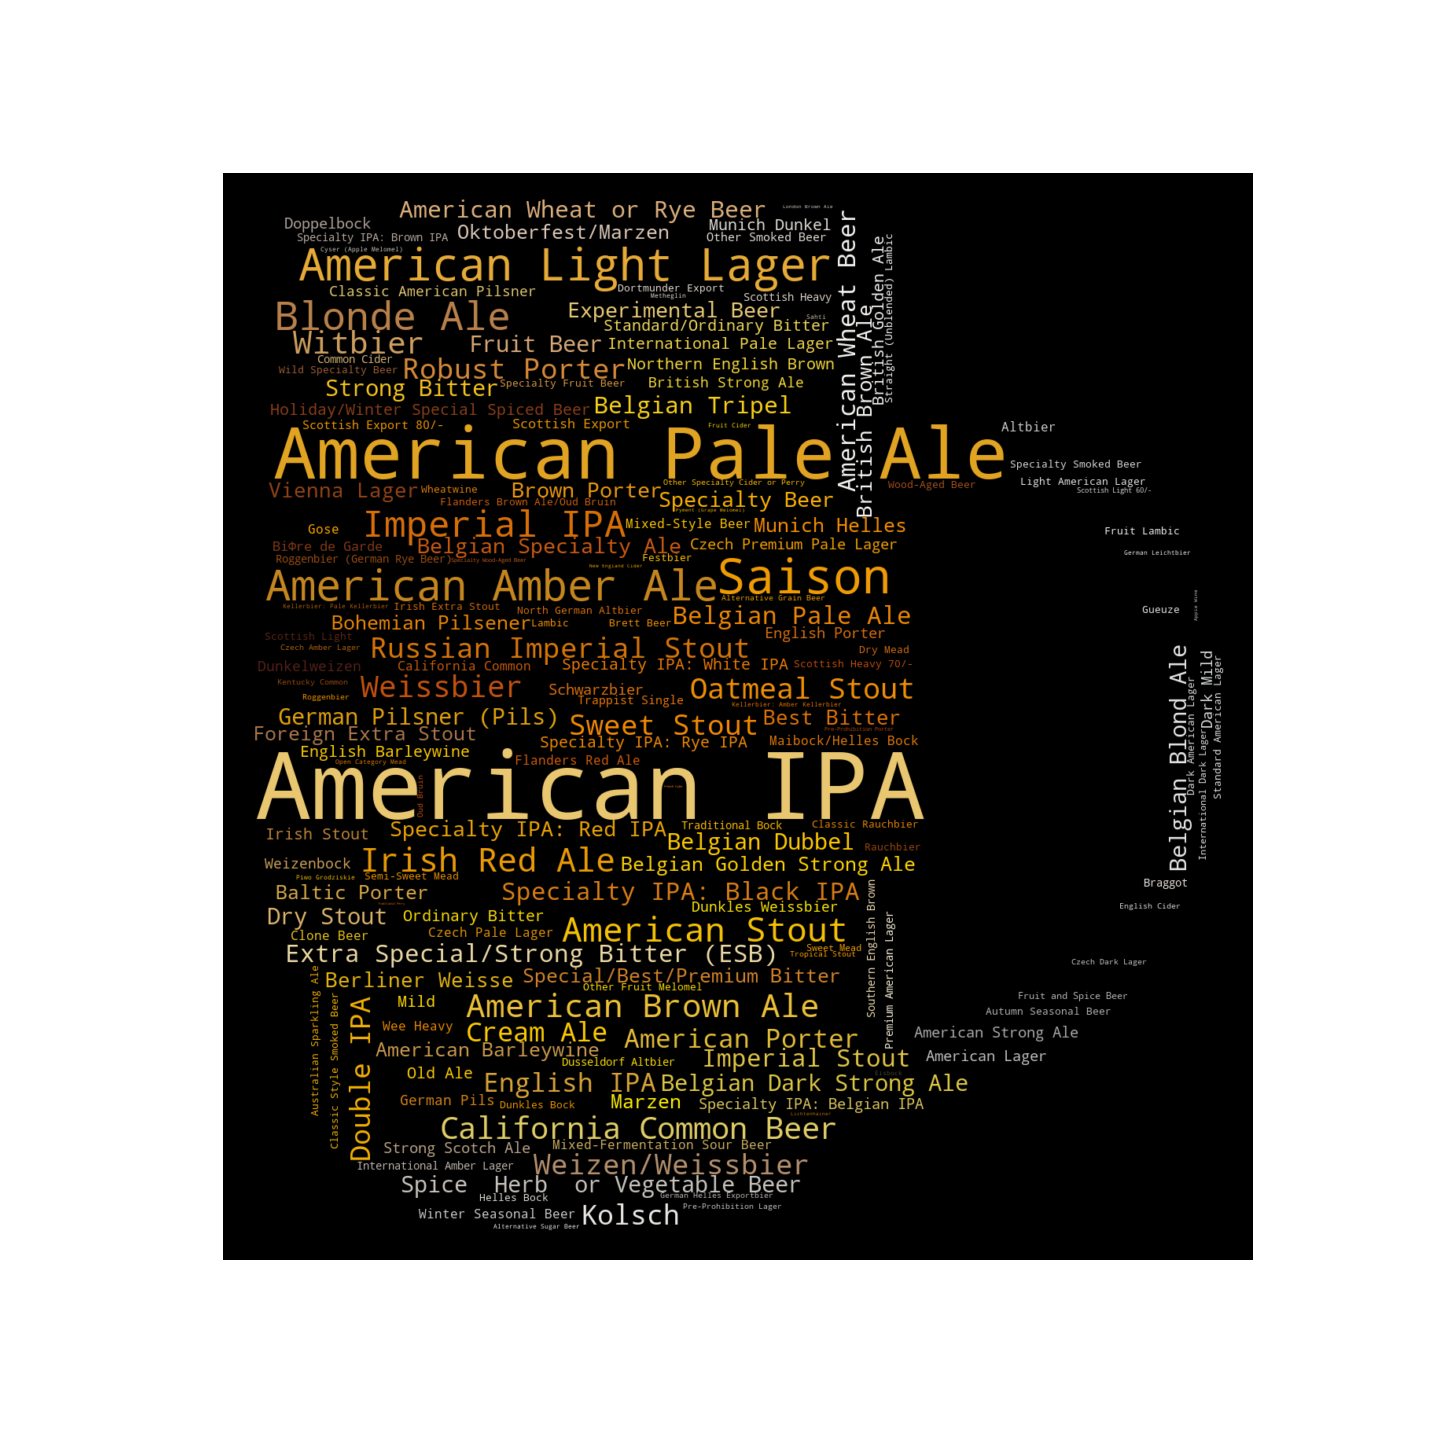 American Wheat or Rye Beer
London Brown Ale
Doppelbock
Munich Dunkel
Oktoberfest/Marzen
Specialty IPA: Brown IPA
Other Smoked Beer
American Wheat Beer
British Golden Ale
Straight (Unblended) Lambic
British Brown Ale
Cyser (Apple Melomel)
American Light Lager
Dortmunder Export
Classic American Pilsner
Metheglin
Scottish Heavy
Blonde Ale
Experimental Beer
Sahti
Standard/Ordinary Bitter
Witbier
Fruit Beer
International Pale Lager
Common Cider
Northern English Brown
Wild Specialty Beer
Robust Porter
Strong Bitter
Specialty Fruit Beer
British Strong Ale
Holiday/Winter Special Spiced Beer
Belgian Tripel
Scottish Export 80/-
Scottish Export
Fruit Cider
Altbier
American Pale Ale
Specialty Smoked Beer
Light American Lager
Scottish Light 60/-
Other Specialty Cider or Perry
Wood-Aged Beer
Vienna Lager
Wheatwine
Brown Porter
Flanders Brown Ale/Oud Bruin
Specialty Beer
Pyment (Grape Melomel)
Imperial IPA
Mixed-Style Beer
Munich Helles
Gose
Fruit Lambic
BiФre de Garde
Belgian Specialty Ale
Czech Premium Pale Lager
German Leichtbier
Roggenbier (German Rye Beer)
Specialty Wood-Aged Beer
Festbier
New England Cider
American Amber Ale
Saison
Alternative Grain Beer
Apple Wine
Gueuze
Kellerbier: Pale Kellerbier
Irish Extra Stout
North German Altbier
Belgian Pale Ale
Bohemian Pilsener
Lambic
Brett Beer
English Porter
Scottish Light
Czech Amber Lager
Russian Imperial Stout
Dry Mead
Dunkelweizen
California Common
Specialty IPA: White IPA
Scottish Heavy 70/-
Belgian Blond Ale
Dark American Lager
Dark Mild
International Dark Lager
Standard American Lager
Kentucky Common
Weissbier
Schwarzbier
Oatmeal Stout
Roggenbier
Trappist Single
Kellerbier: Amber Kellerbier
German Pilsner (Pils)
Sweet Stout
Best Bitter
Pre-Prohibition Porter
Foreign Extra Stout
Specialty IPA: Rye IPA
Maibock/Helles Bock
English Barleywine
Open Category Mead
Flanders Red Ale
American IPA
Oud Bruin
Irish Stout
Specialty IPA: Red IPA
Traditional Bock
Classic Rauchbier
Belgian Dubbel
Rauchbier
Weizenbock
Irish Red Ale
Belgian Golden Strong Ale
Piwo Grodziskie
Semi-Sweet Mead
Braggot
Baltic Porter
Specialty IPA: Black IPA
English Cider
Dunkles Weissbier
Southern English Brown
Premium American Lager
Dry Stout
Ordinary Bitter
Clone Beer
Czech Pale Lager
American Stout
Extra Special/Strong Bitter (ESB)
Sweet Mead
Tropical Stout
Czech Dark Lager
Australian Sparkling Ale
Classic Style Smoked Beer
Double IPA
Berliner Weisse
Special/Best/Premium Bitter
Other Fruit Melomel
Mild
American Brown Ale
Fruit and Spice Beer
Autumn Seasonal Beer
Wee Heavy
Cream Ale
American Porter
American Strong Ale
American Barleywine
Dusseldorf Altbier
Imperial Stout
American Lager
Old Ale
Eisbock
English IPA
Belgian Dark Strong Ale
German Pils
Dunkles Bock
Marzen
Specialty IPA: Belgian IPA
Lichtenhainer
California Common Beer
Strong Scotch Ale
Mixed-Fermentation Sour Beer
International Amber Lager
Weizen/Weissbier
Spice Herb or Vegetable Beer
Helles Bock
German Helles Exportbier
Pre-Prohibition Lager
Winter Seasonal Beer
Kolsch
Alternative Sugar Beer